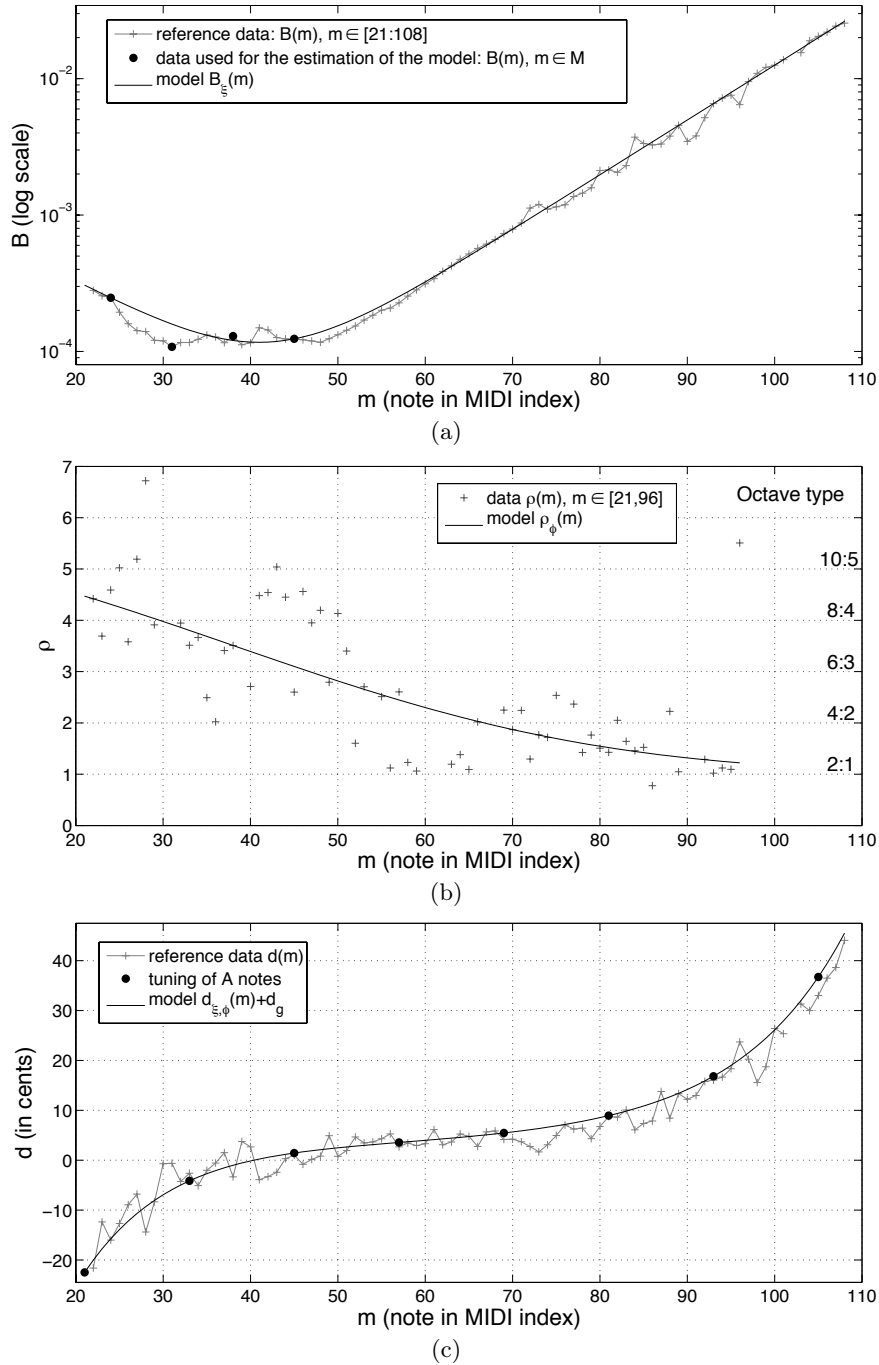 reference data: B(m), m ∈ [21:108]
data used for the estimation of the model: B(m), m ∈ M
model B_ξ(m)
B (log scale)
10⁻²
10⁻³
10⁻⁴
20 30 40 50 60 70 80 90 100 110
m (note in MIDI index)
(a)
data ρ(m), m ∈ [21,96]
model ρ_ϕ(m)
Octave type
10:5
8:4
6:3
4:2
2:1
ρ
7
6
5
4
3
2
1
0
20 30 40 50 60 70 80 90 100 110
m (note in MIDI index)
(b)
reference data d(m)
tuning of A notes
model d_ξ,ϕ(m)+d_g
d (in cents)
40
30
20
10
0
−10
−20
20 30 40 50 60 70 80 90 100 110
m (note in MIDI index)
(c)